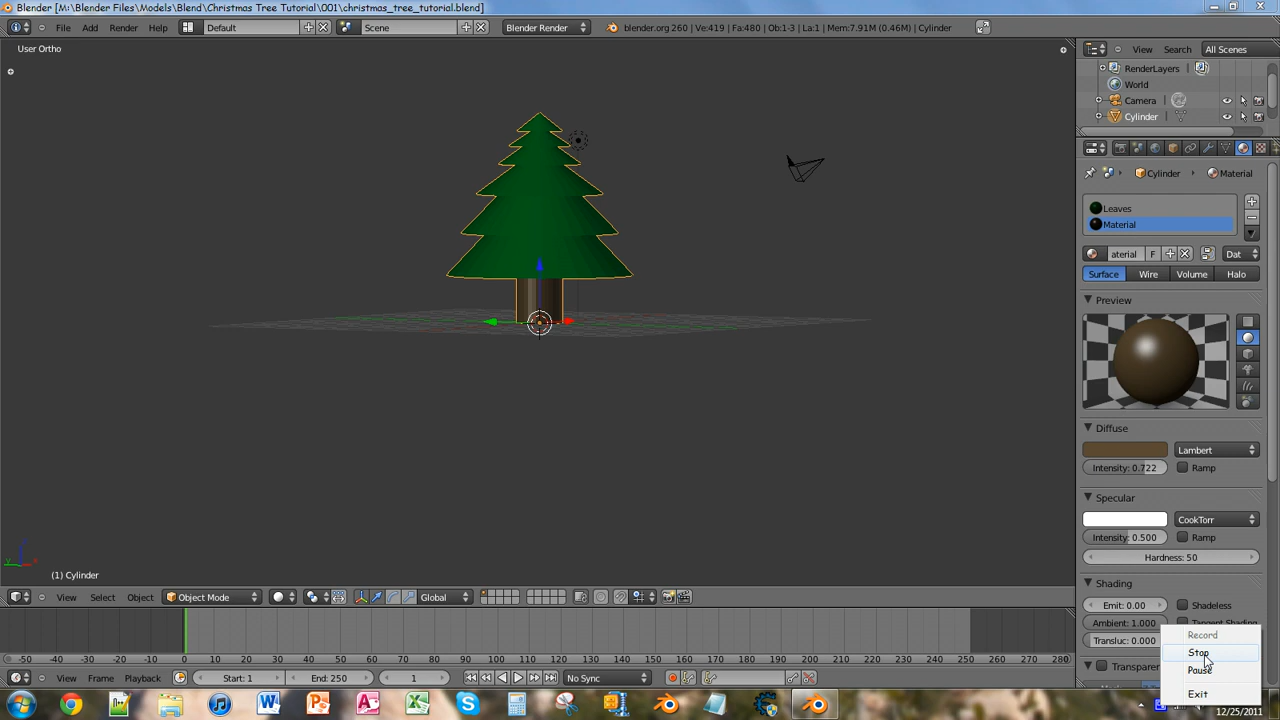 Blender [M:\Blender Files\Models\Blend\Christmas Tree Tutorial\001\christmas_tree_tutorial.blend]
File Add Render Help Default Scene Blender Render blender.org 260 | Ve:419 | Fa:480 | Ob:1-3 | La:1 | Mem:7.91M (0.46M) | Cylinder
User Ortho
View Search All Scenes
RenderLayers
World
Camera
Cylinder
Cylinder Material
Leaves
Material
aterial F Dat
Surface Wire Volume Halo
Preview
Diffuse
Lambert
Intensity: 0.722 Ramp
Specular
CookTorr
Intensity: 0.500 Ramp
Hardness: 50
Shading
Emit: 0.00 Shadeless
Ambient: 1.000 Tangent Shading
Transluc: 0.000
Transparen
Record
Stop
Pause
Exit
y x
(1) Cylinder
View Select Object Object Mode Global
-50 -40 -30 -20 -10 0 10 20 30 40 50 60 70 80 90 100 110 120 130 140 150 160 170 180 190 200 210 220 230 240 250 260 270 280
View Frame Playback Start: 1 End: 250 1 No Sync
12/25/2011